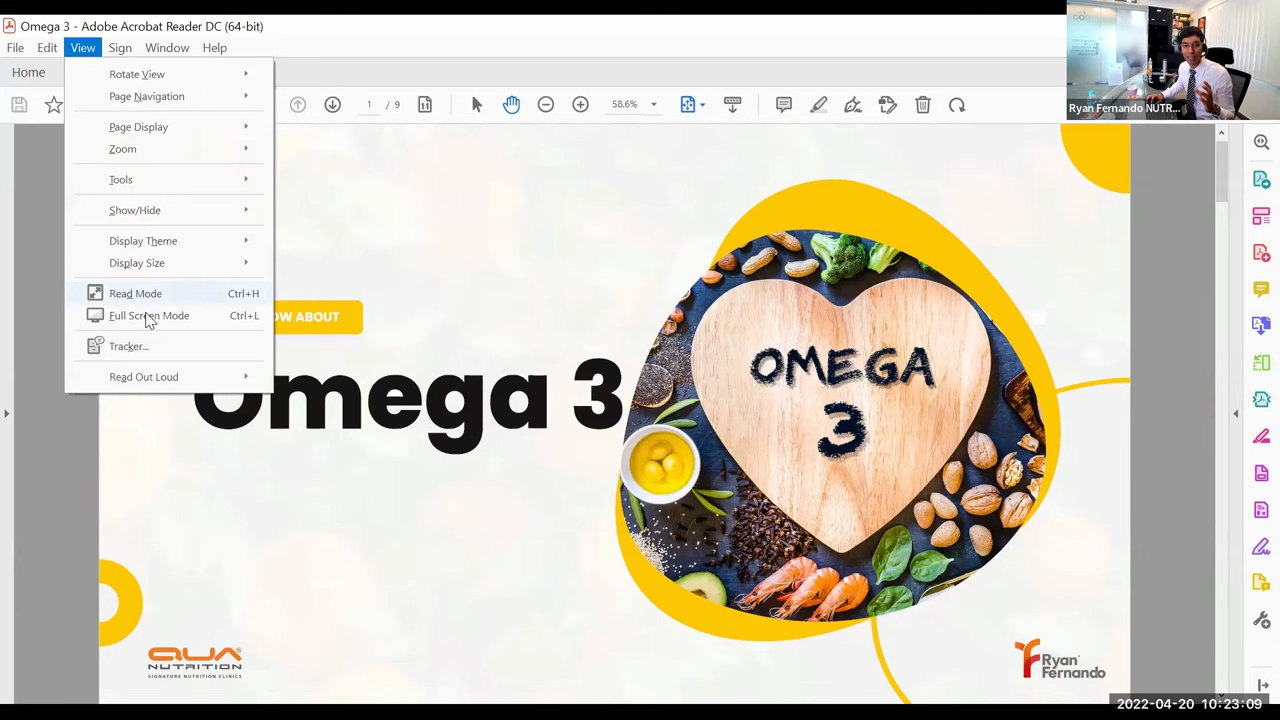 Omega 3 - Adobe Acrobat Reader DC (64-bit)
File Edit View Sign Window Help
Home
1 / 9 58.6%
Ryan Fernando NUTR...
Rotate View
Page Navigation
Page Display
Zoom
Tools
Show/Hide
Display Theme
Display Size
Read Mode Ctrl+H
Full Screen Mode Ctrl+L
Tracker...
Read Out Loud
OW ABOUT
Omega 3
OMEGA
3
QUA
NUTRITION
SIGNATURE NUTRITION CLINICS
Ryan
Fernando
2022-04-20 10:23:09